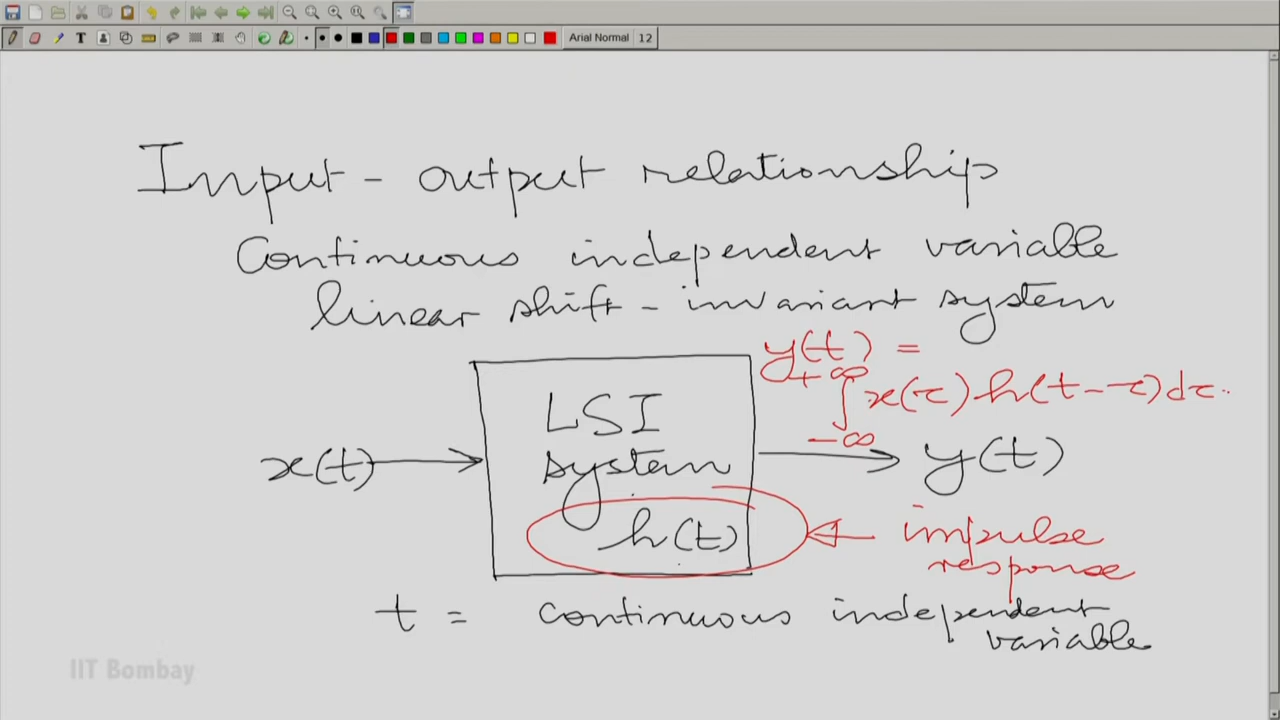 Arial Normal 12
Input - output relationship
Continuous independent variable
linear shift - invariant system
y(t) =
+∞
∫ x(τ) h(t - τ) dτ.
-∞
LSI
system
x(t)
y(t)
h(t)
impulse
response
t = continuous independent
variable
IIT Bombay